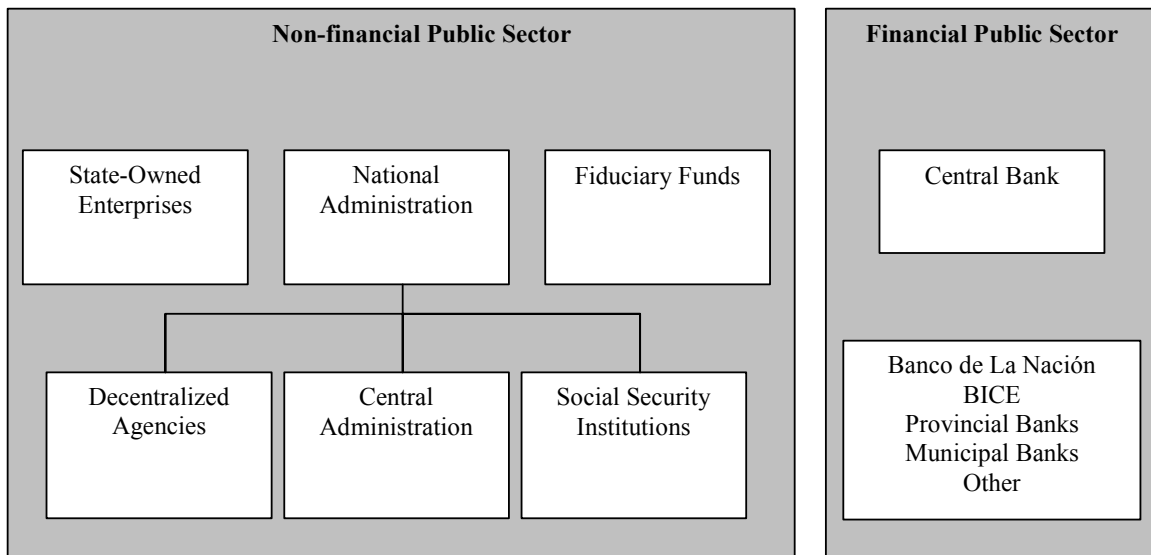 Non-financial Public Sector
State-Owned
Enterprises
National
Administration
Fiduciary Funds
Decentralized
Agencies
Central
Administration
Social Security
Institutions
Financial Public Sector
Central Bank
Banco de La Nación
BICE
Provincial Banks
Municipal Banks
Other